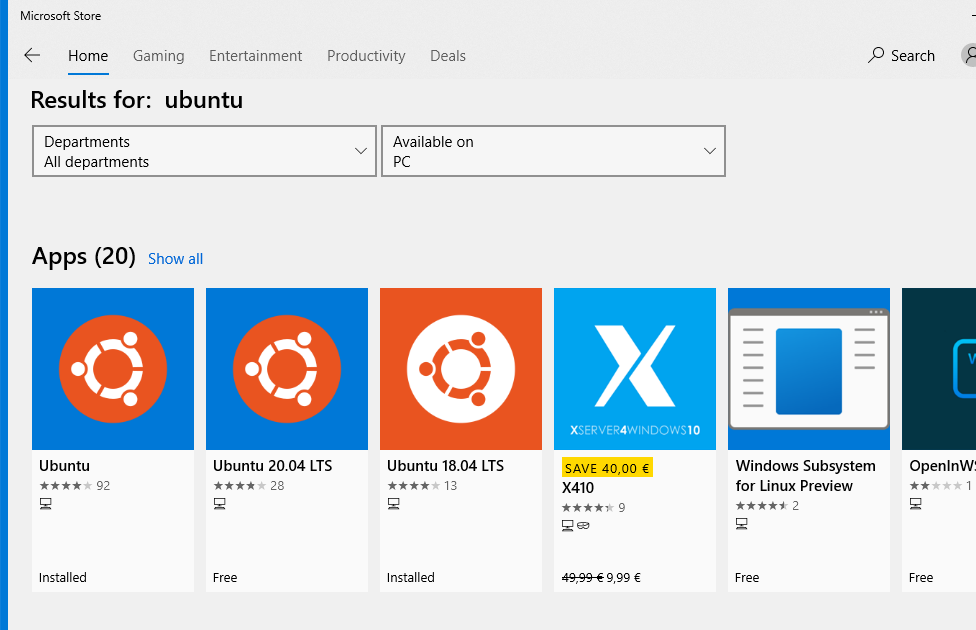 Microsoft Store
Home Gaming Entertainment Productivity Deals Search
Results for: ubuntu
Departments
All departments
Available on
PC
Apps (20) Show all
Ubuntu
92
Installed
Ubuntu 20.04 LTS
28
Free
Ubuntu 18.04 LTS
13
Installed
XSERVER4WINDOWS10
SAVE 40,00 €
X410
9
49,99 € 9,99 €
Windows Subsystem
for Linux Preview
2
Free
OpenInWS
1
Free